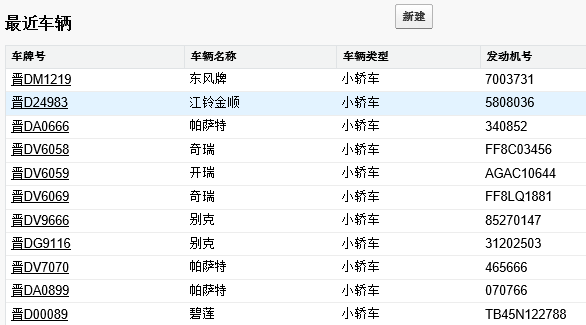 最近车辆 新建
车牌号 车辆名称 车辆类型 发动机号
晋DM1219 东风牌 小轿车 7003731
晋D24983 江铃金顺 小轿车 5808036
晋DA0666 帕萨特 小轿车 340852
晋DV6058 奇瑞 小轿车 FF8C03456
晋DV6059 开瑞 小轿车 AGAC10644
晋DV6069 奇瑞 小轿车 FF8LQ1881
晋DV9666 别克 小轿车 85270147
晋DG9116 别克 小轿车 31202503
晋DV7070 帕萨特 小轿车 465666
晋DA0899 帕萨特 小轿车 070766
晋D00089 碧莲 小轿车 TB45N122788